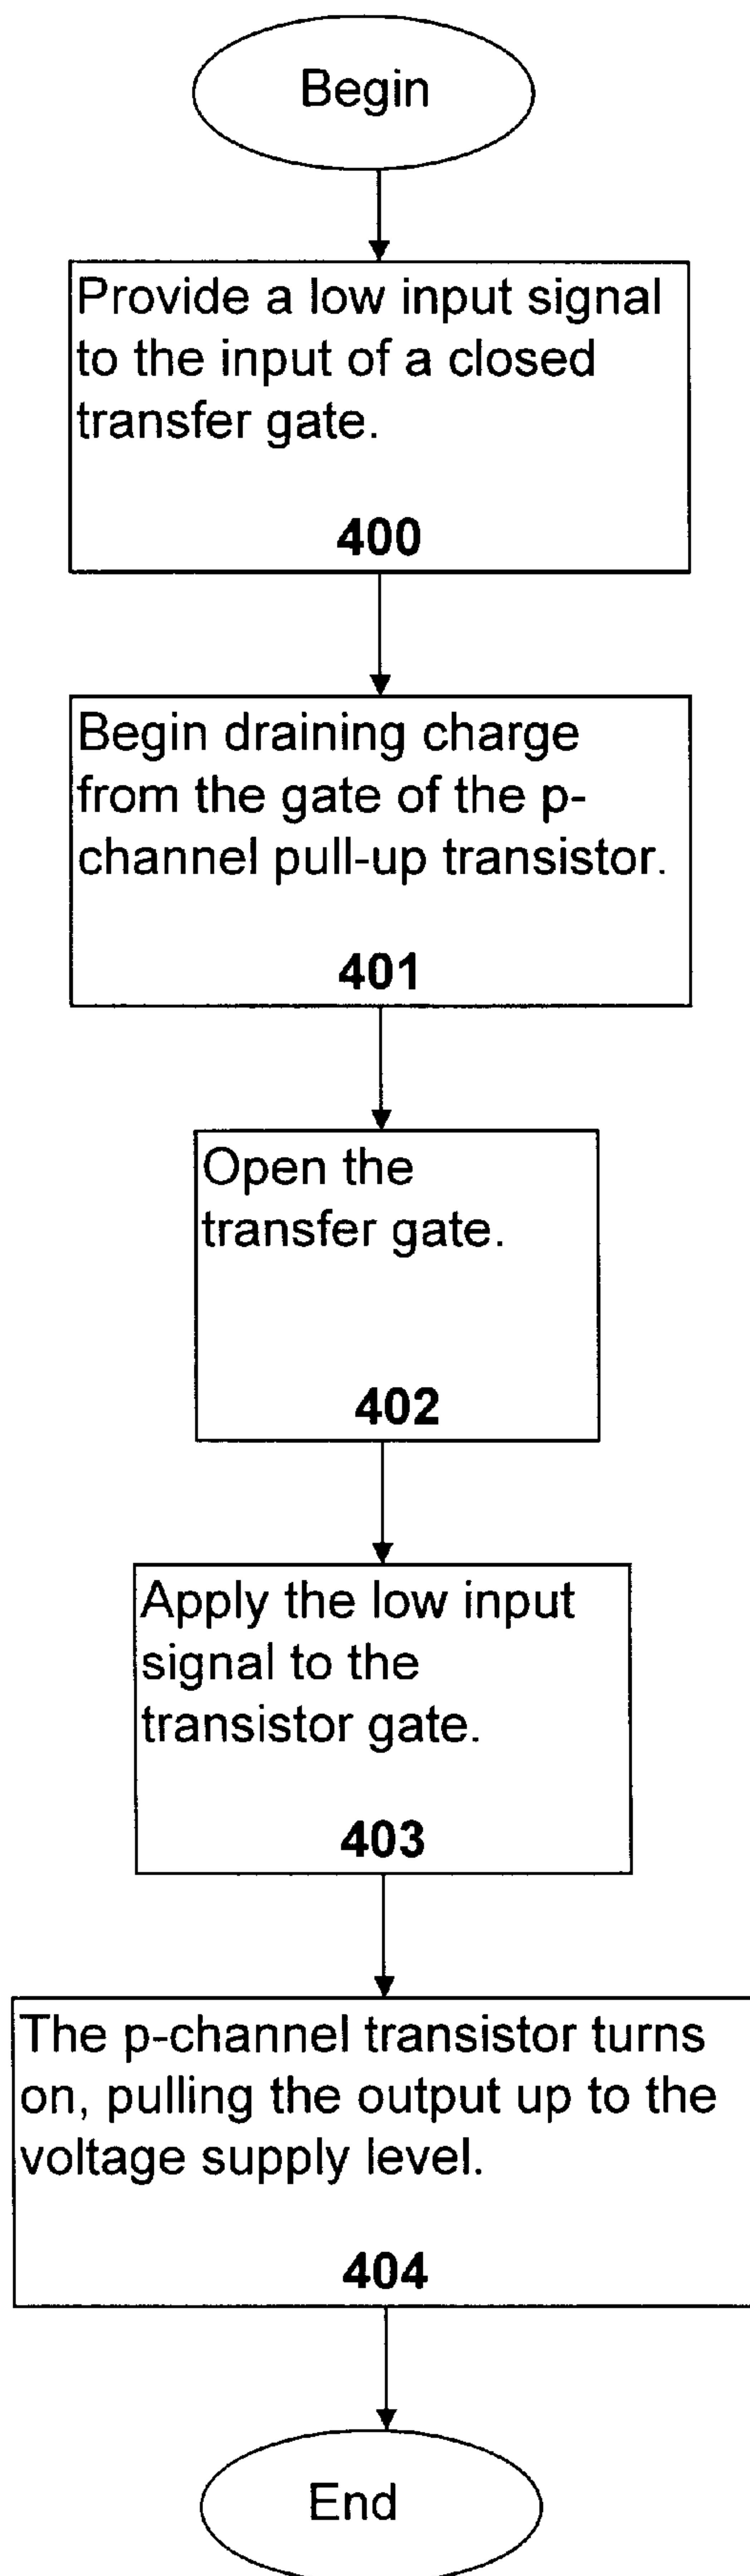 Begin
Provide a low input signal
to the input of a closed
transfer gate.
400
Begin draining charge
from the gate of the p-
channel pull-up transistor.
401
Open the
transfer gate.
402
Apply the low input
signal to the
transistor gate.
403
The p-channel transistor turns
on, pulling the output up to the
voltage supply level.
404
End